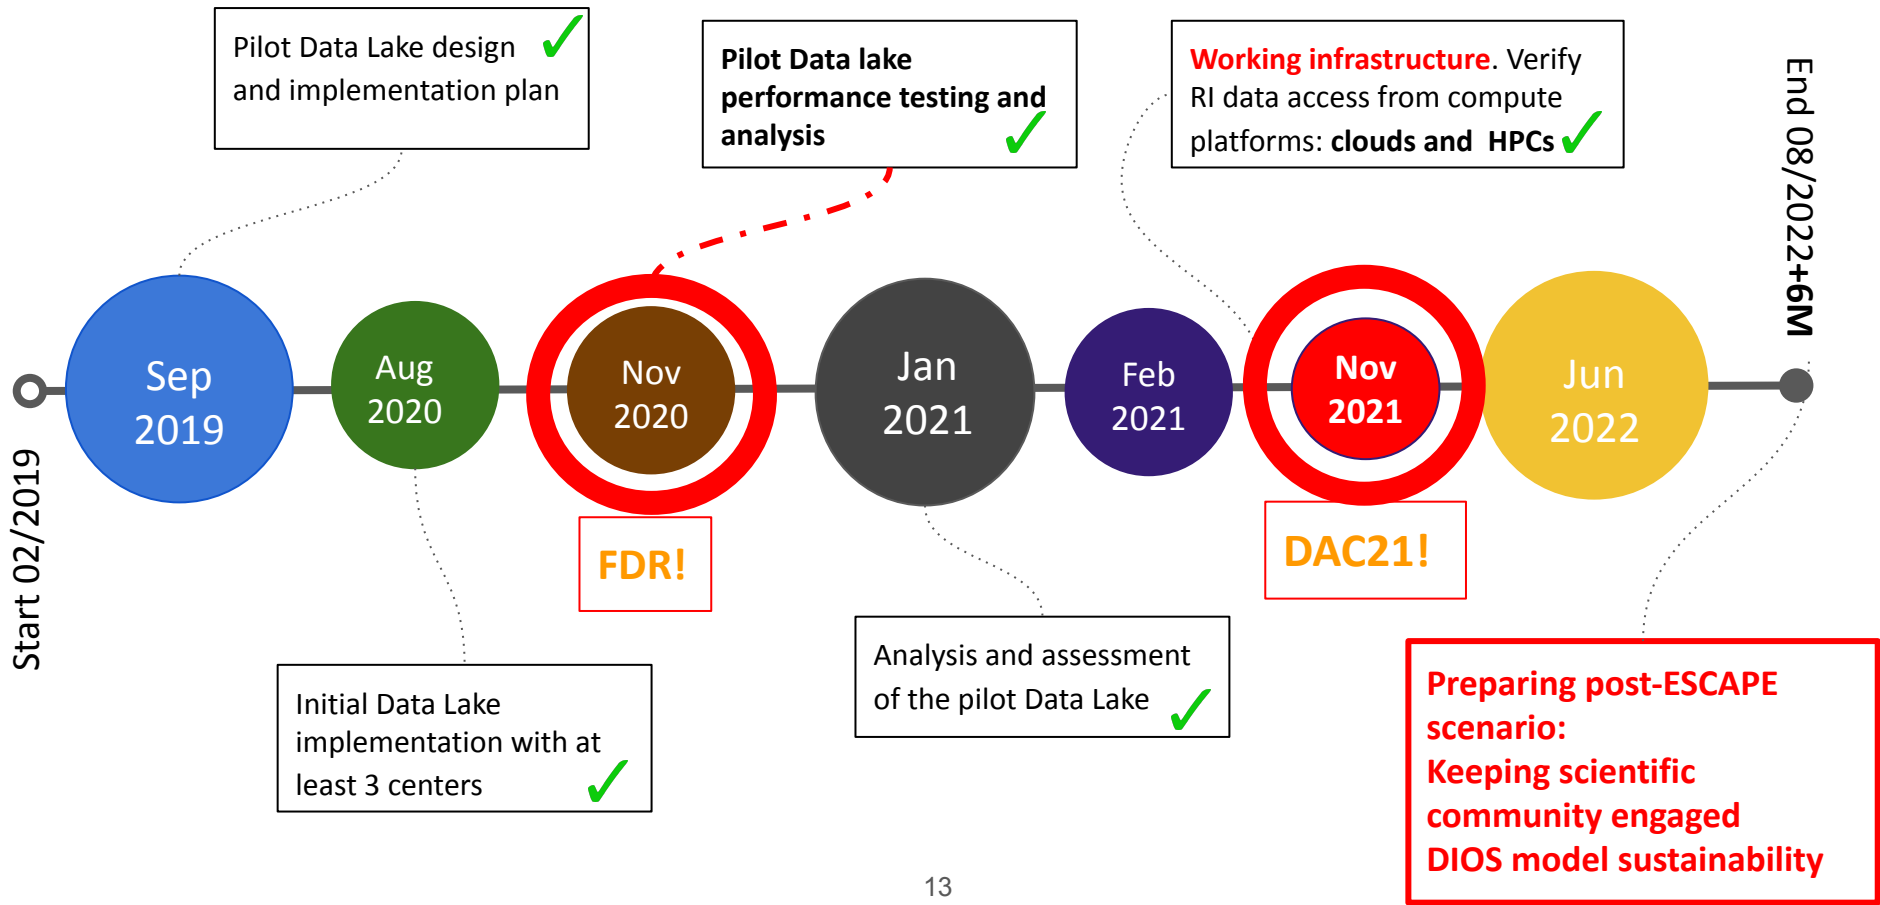 Pilot Data Lake design
and implementation plan
Pilot Data lake
performance testing and
analysis
Working infrastructure. Verify
RI data access from compute
platforms: clouds and HPCs
End 08/2022+6M
Sep
2019
Aug
2020
Nov
2020
Jan
2021
Feb
2021
Nov
2021
Jun
2022
Start 02/2019
FDR!
DAC21!
Initial Data Lake
implementation with at
least 3 centers
Analysis and assessment
of the pilot Data Lake
Preparing post-ESCAPE
scenario:
Keeping scientific
community engaged
DIOS model sustainability
13